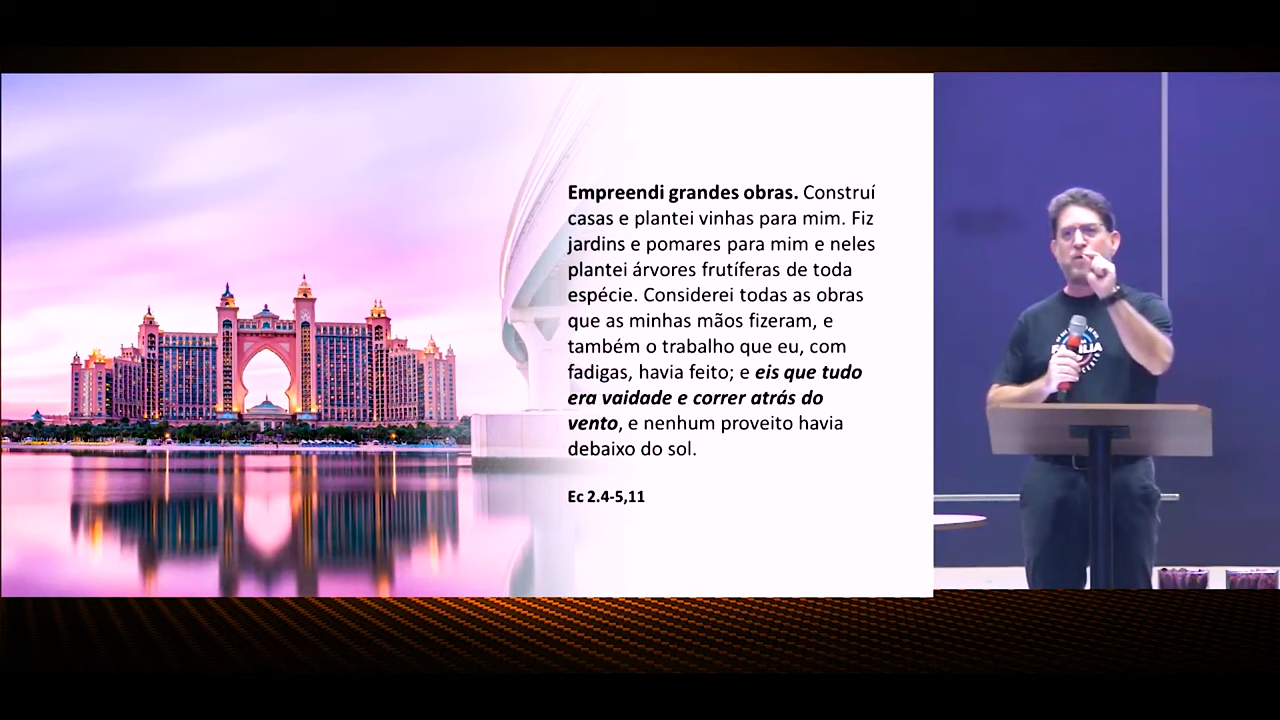 Empreendi grandes obras. Construí
casas e plantei vinhas para mim. Fiz
jardins e pomares para mim e neles
plantei árvores frutíferas de toda
espécie. Considerei todas as obras
que as minhas mãos fizeram, e
também o trabalho que eu, com
fadigas, havia feito; e eis que tudo
era vaidade e correr atrás do
vento, e nenhum proveito havia
debaixo do sol.
Ec 2.4-5,11